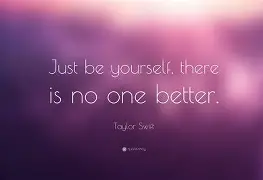 Just be yourself, there
is no one better.
Taylor Swift